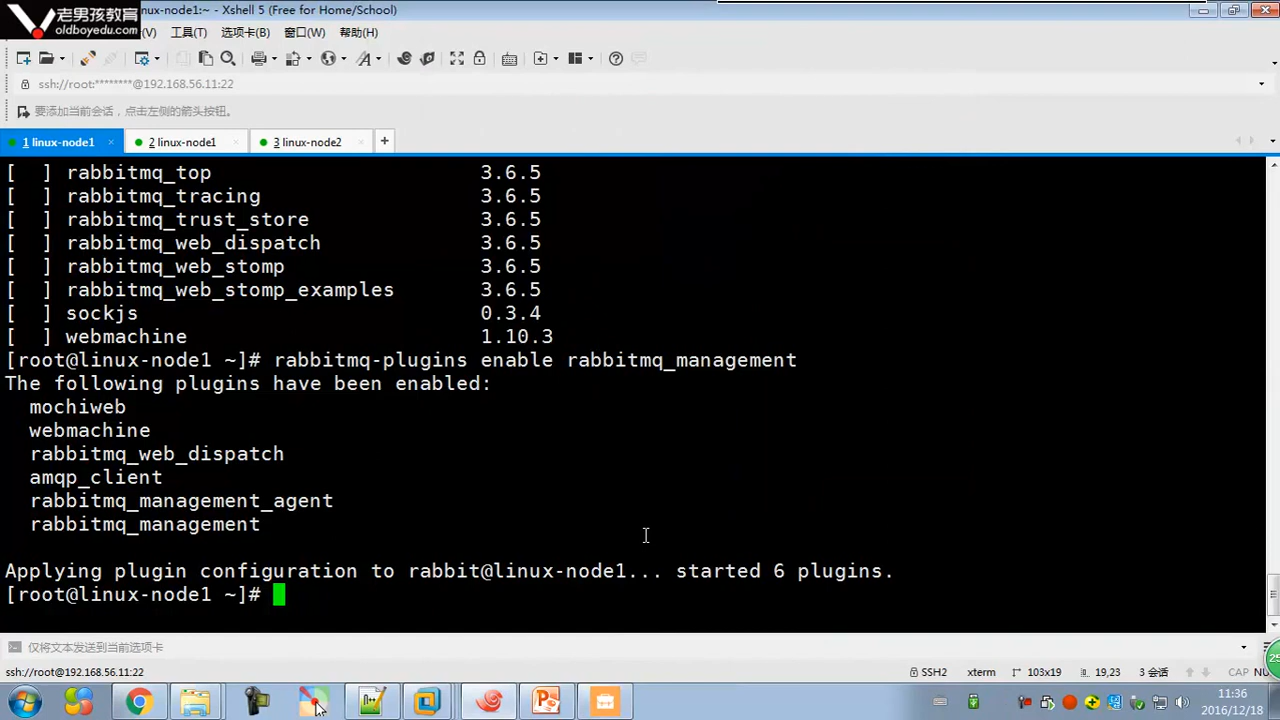 老男孩教育
oldboyedu.com
nux-node1:~ - Xshell 5 (Free for Home/School)
(V) 工具(T) 选项卡(B) 窗口(W) 帮助(H)
ssh://root:********@192.168.56.11:22
要添加当前会话，点击左侧的箭头按钮。
1 linux-node1 × 2 linux-node1 × 3 linux-node2 × +
[ ] rabbitmq_top 3.6.5
[ ] rabbitmq_tracing 3.6.5
[ ] rabbitmq_trust_store 3.6.5
[ ] rabbitmq_web_dispatch 3.6.5
[ ] rabbitmq_web_stomp 3.6.5
[ ] rabbitmq_web_stomp_examples 3.6.5
[ ] sockjs 0.3.4
[ ] webmachine 1.10.3
[root@linux-node1 ~]# rabbitmq-plugins enable rabbitmq_management
The following plugins have been enabled:
mochiweb
webmachine
rabbitmq_web_dispatch
amqp_client
rabbitmq_management_agent
rabbitmq_management
Applying plugin configuration to rabbit@linux-node1... started 6 plugins.
[root@linux-node1 ~]#
仅将文本发送到当前选项卡
ssh://root@192.168.56.11:22 SSH2 xterm 103x19 19,23 3 会话 CAP NU
25
11:36
2016/12/18